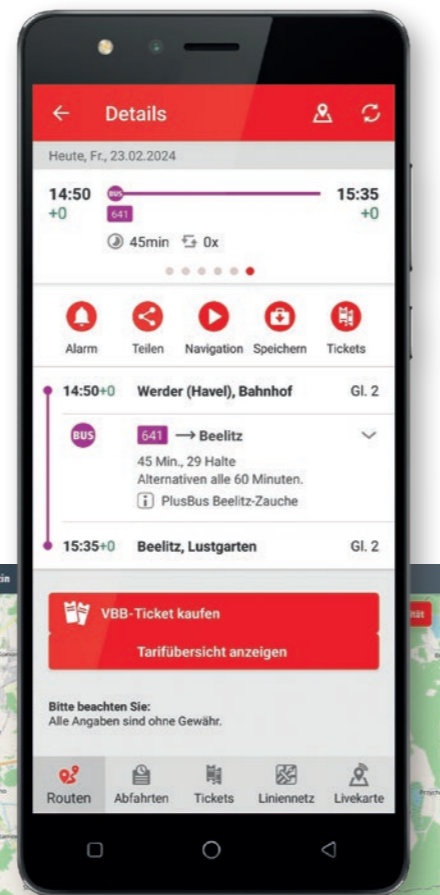 Details
Heute, Fr., 23.02.2024
14:50 BUS 15:35
+0 641 +0
45min 0x
Alarm Teilen Navigation Speichern Tickets
14:50+0 Werder (Havel), Bahnhof Gl. 2
BUS 641 → Beelitz
45 Min., 29 Halte
Alternativen alle 60 Minuten.
i PlusBus Beelitz-Zauche
15:35+0 Beelitz, Lustgarten Gl. 2
VBB-Ticket kaufen
Tarifübersicht anzeigen
Bitte beachten Sie:
Alle Angaben sind ohne Gewähr.
Routen Abfahrten Tickets Liniennetz Livekarte